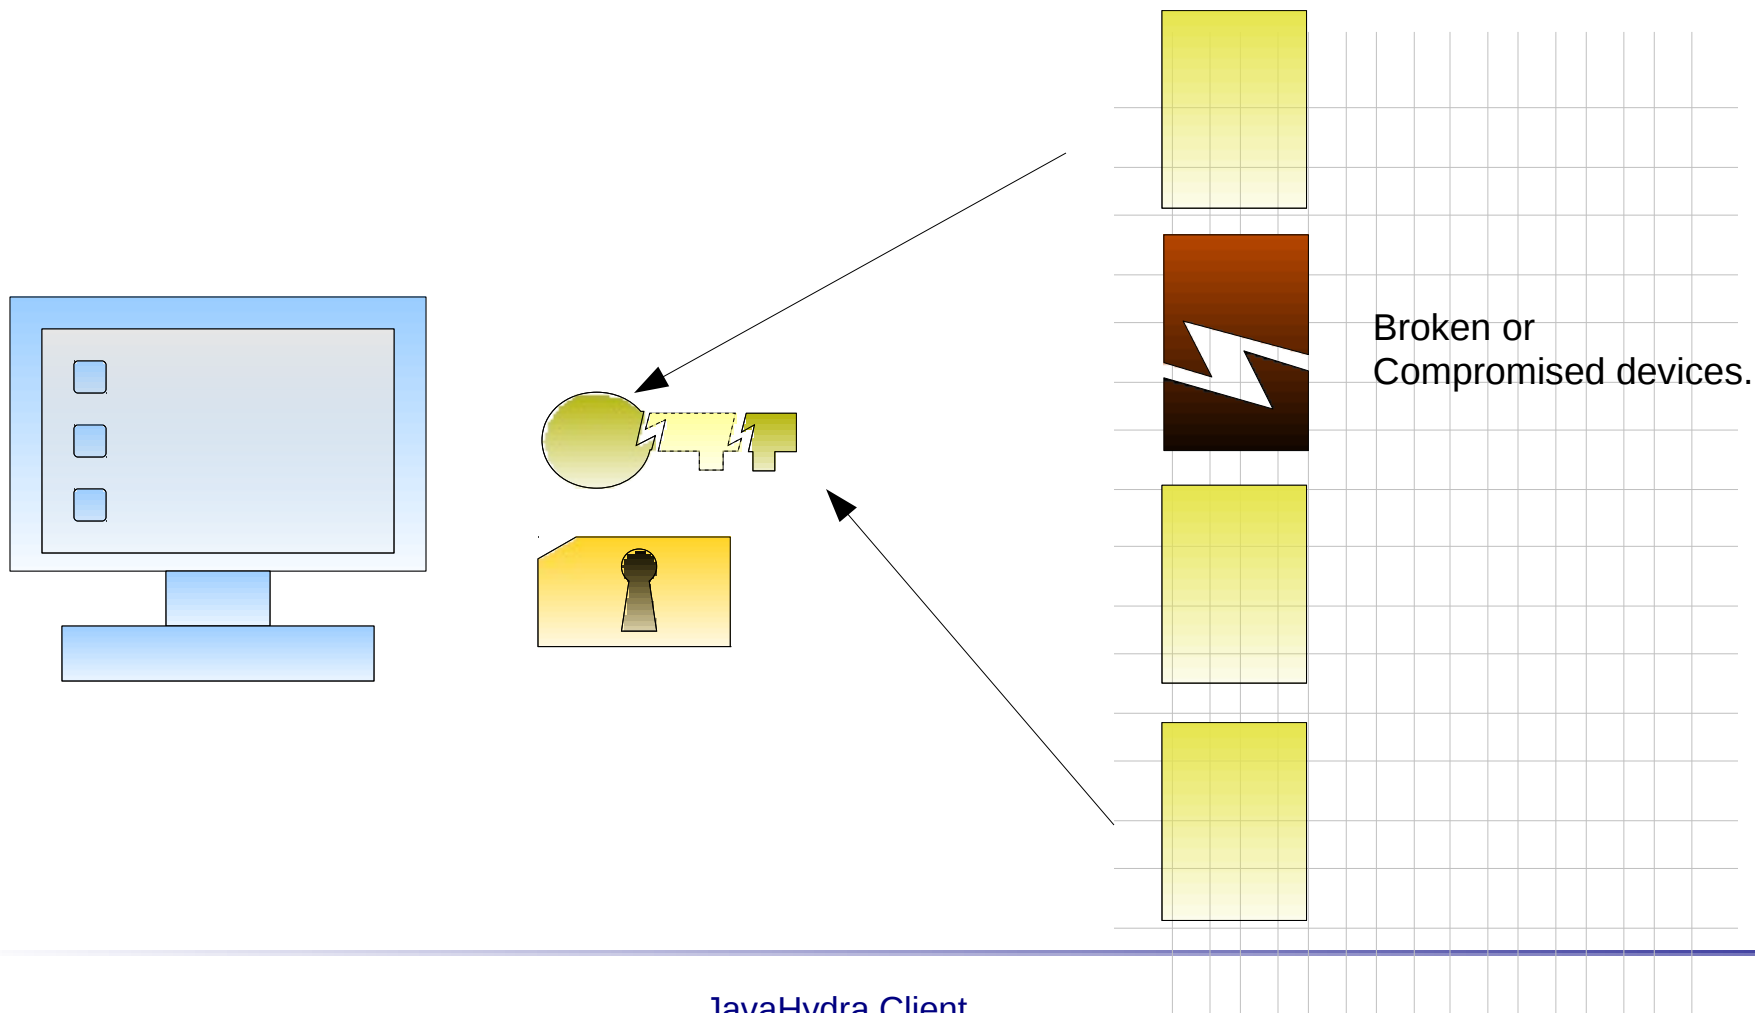 Broken or
Compromised devices.
JavaHydra Client